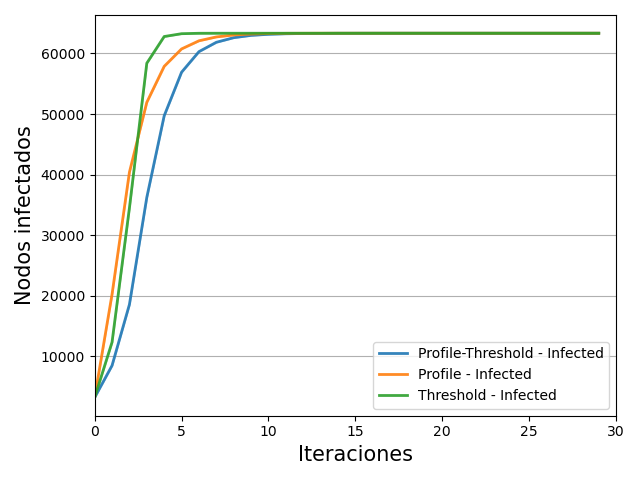 60000
50000
40000
30000
20000
10000
Nodos infectados
0 5 10 15 20 25 30
Iteraciones
Profile-Threshold - Infected
Profile - Infected
Threshold - Infected